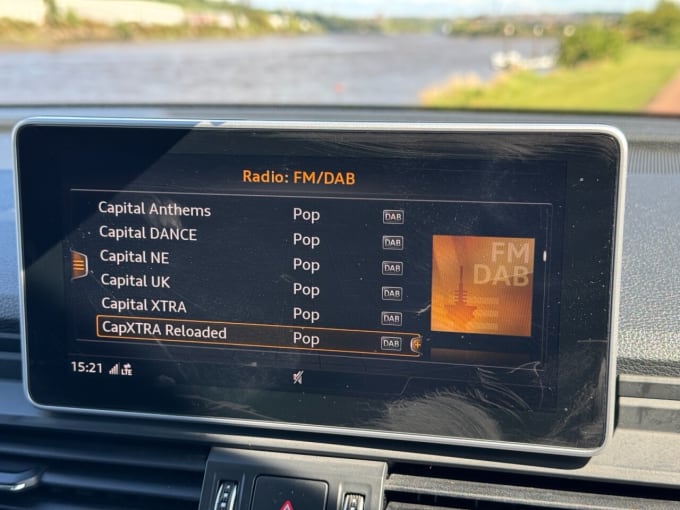 Radio: FM/DAB
Capital Anthems Pop DAB
Capital DANCE Pop DAB
Capital NE Pop DAB
Capital UK Pop DAB
Capital XTRA Pop DAB
CapXTRA Reloaded Pop DAB
FM
DAB
15:21 LTE